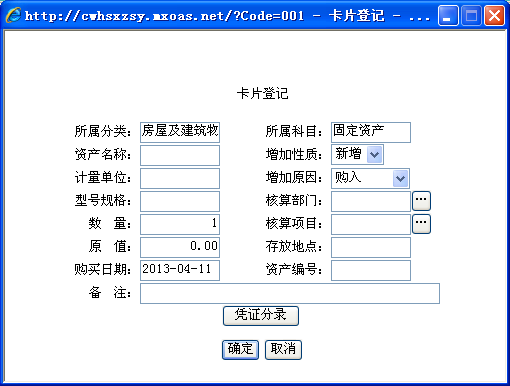 http://cwhsxzsy.mxoas.net/?Code=001 - 卡片登记 - ...
卡片登记
所属分类: 房屋及建筑物 所属科目: 固定资产
资产名称: 增加性质: 新增
计量单位: 增加原因: 购入
型号规格: 核算部门: ...
数 量: 1 核算项目: ...
原 值: 0.00 存放地点:
购买日期: 2013-04-11 资产编号:
备 注:
凭证分录
确定 取消